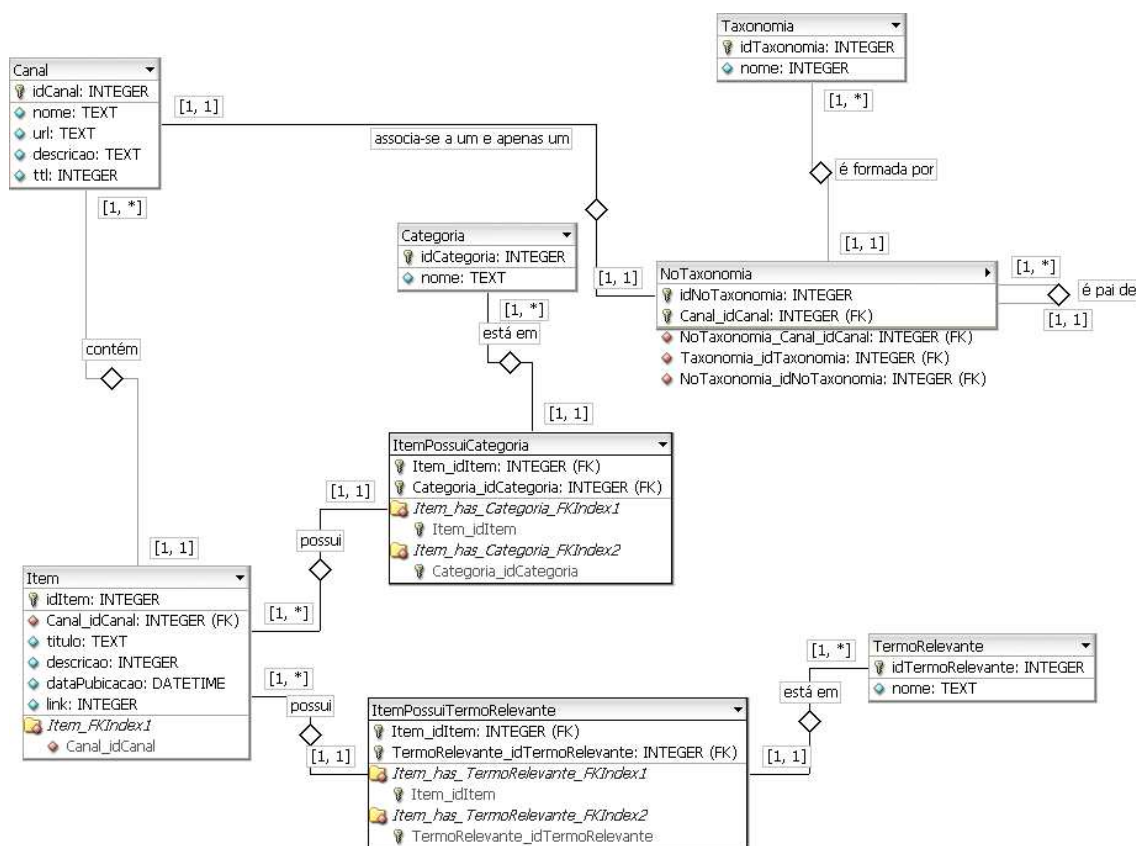 Taxonomia
idTaxonomia: INTEGER
nome: INTEGER
[1, *]
é formada por
[1, 1]
Canal
idCanal: INTEGER
nome: TEXT
url: TEXT
descricao: TEXT
ttl: INTEGER
[1, 1]
associa-se a um e apenas um
[1, 1]
[1, *]
contém
[1, 1]
Categoria
idCategoria: INTEGER
nome: TEXT
[1, *]
está em
[1, 1]
NoTaxonomia
idNoTaxonomia: INTEGER
Canal_idCanal: INTEGER (FK)
NoTaxonomia_Canal_idCanal: INTEGER (FK)
Taxonomia_idTaxonomia: INTEGER (FK)
NoTaxonomia_idNoTaxonomia: INTEGER (FK)
[1, *]
é pai de
[1, 1]
ItemPossuiCategoria
Item_idItem: INTEGER (FK)
Categoria_idCategoria: INTEGER (FK)
Item_has_Categoria_FKIndex1
Item_idItem
Item_has_Categoria_FKIndex2
Categoria_idCategoria
[1, 1]
possui
[1, *]
Item
idItem: INTEGER
Canal_idCanal: INTEGER (FK)
titulo: TEXT
descricao: INTEGER
dataPubicacao: DATETIME
link: INTEGER
Item_FKIndex1
Canal_idCanal
[1, *]
possui
[1, 1]
ItemPossuiTermoRelevante
Item_idItem: INTEGER (FK)
TermoRelevante_idTermoRelevante: INTEGER (FK)
Item_has_TermoRelevante_FKIndex1
Item_idItem
Item_has_TermoRelevante_FKIndex2
TermoRelevante_idTermoRelevante
[1, *]
está em
[1, 1]
TermoRelevante
idTermoRelevante: INTEGER
nome: TEXT